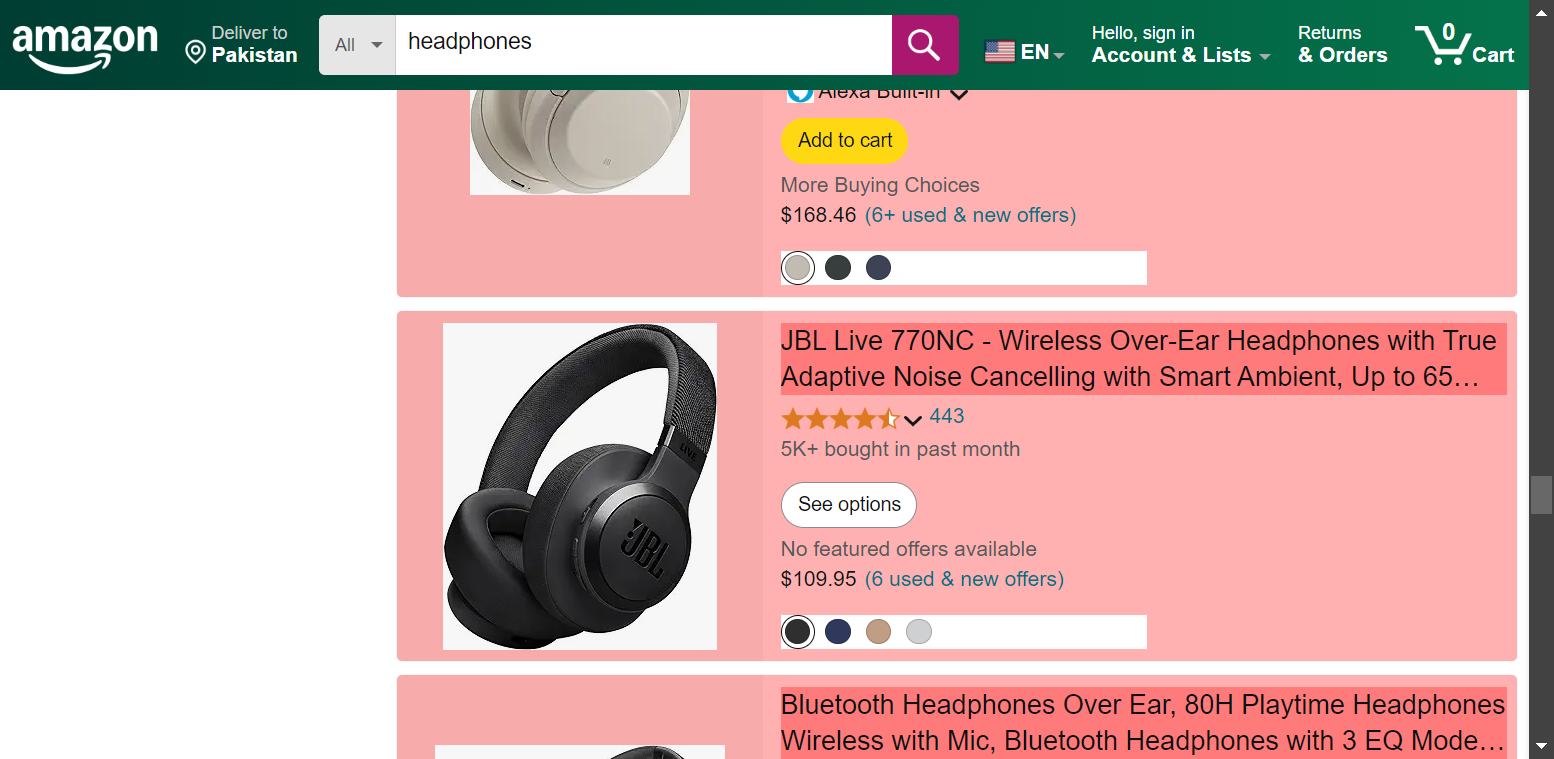 amazon
Deliver to
Pakistan
All
headphones
EN
Hello, sign in
Account & Lists
Returns
& Orders
0
Cart
Alexa Built-in
Add to cart
More Buying Choices
$168.46 (6+ used & new offers)
JBL Live 770NC - Wireless Over-Ear Headphones with True
Adaptive Noise Cancelling with Smart Ambient, Up to 65…
443
5K+ bought in past month
See options
No featured offers available
$109.95 (6 used & new offers)
LIVE
JBL
Bluetooth Headphones Over Ear, 80H Playtime Headphones
Wireless with Mic, Bluetooth Headphones with 3 EQ Mode…